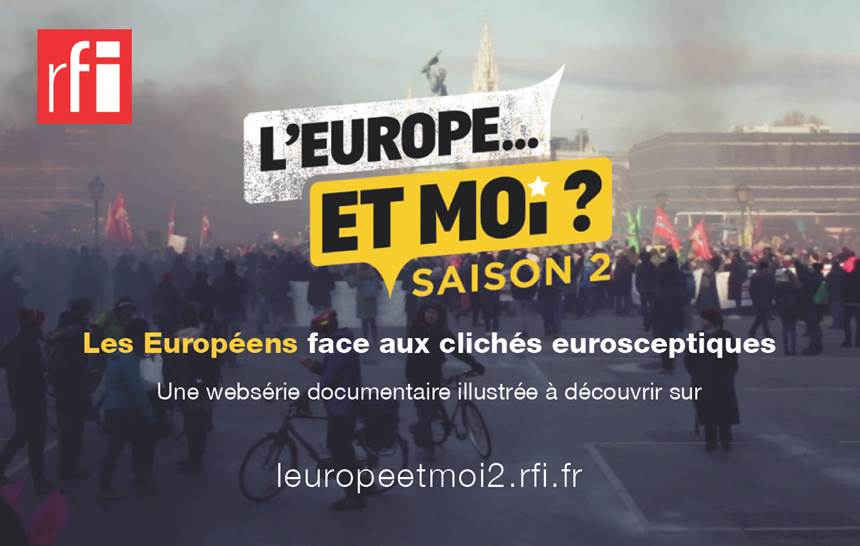 rfi
L'EUROPE...
ET MOi ?
SAISON 2
Les Européens face aux clichés eurosceptiques
Une websérie documentaire illustrée à découvrir sur
leuropeetmoi2.rfi.fr